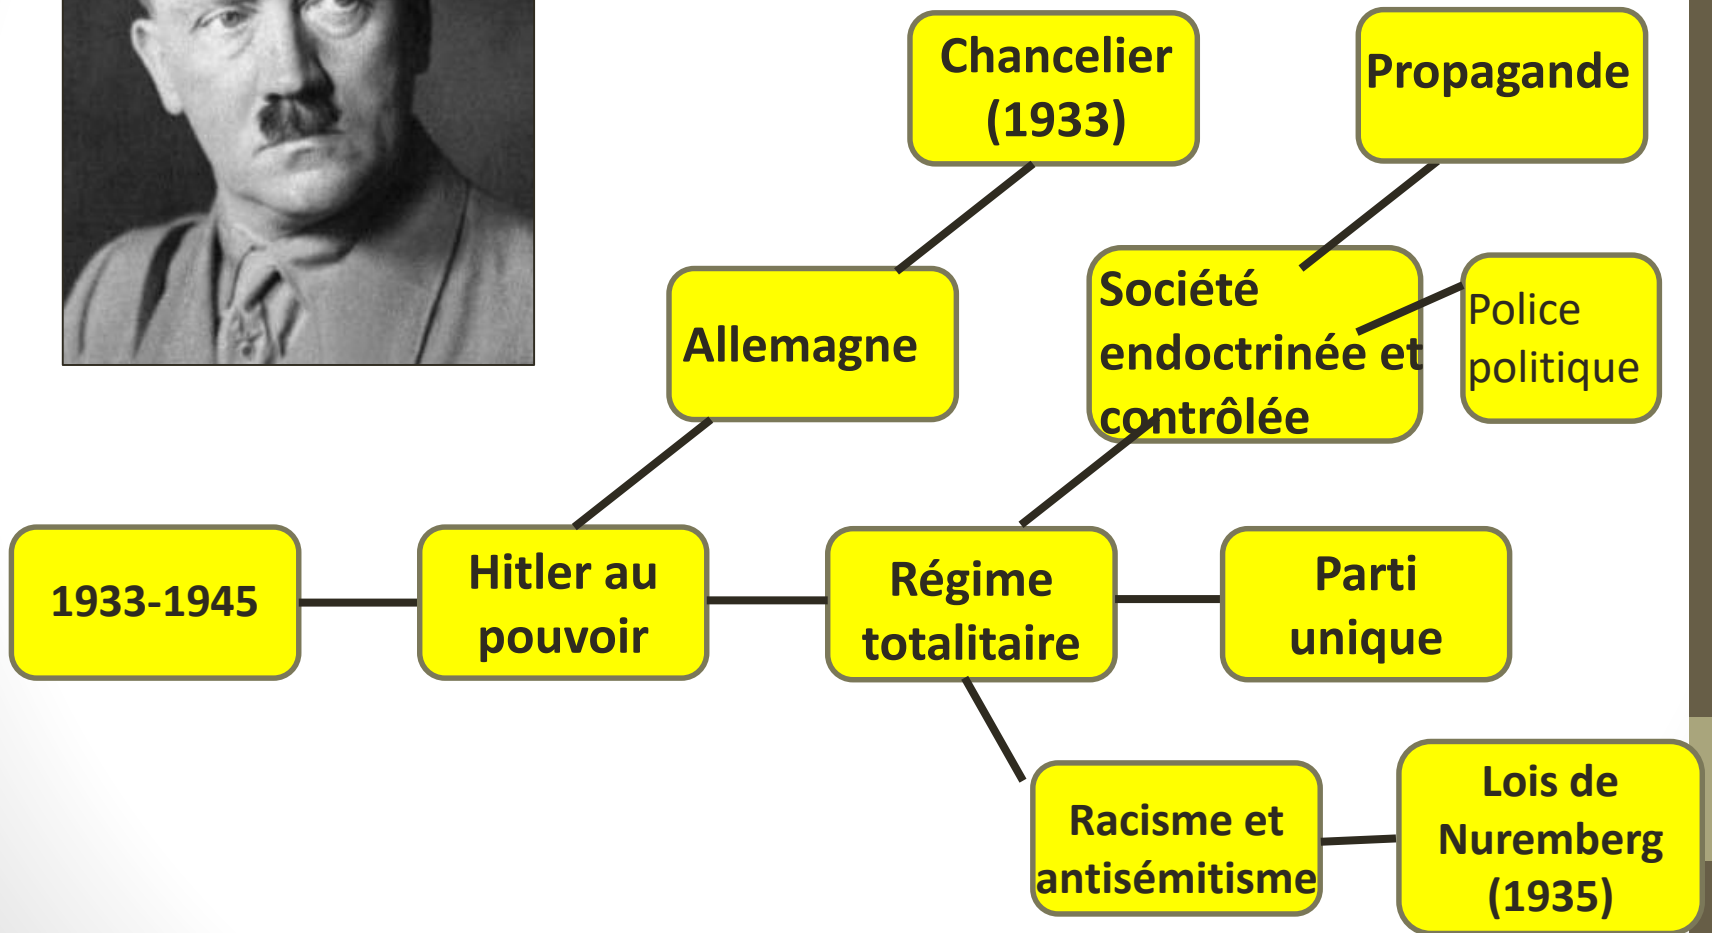 Chancelier
(1933)
Propagande
Allemagne
Société
endoctrinée et
contrôlée
Police
politique
1933-1945
Hitler au
pouvoir
Régime
totalitaire
Parti
unique
Racisme et
antisémitisme
Lois de
Nuremberg
(1935)